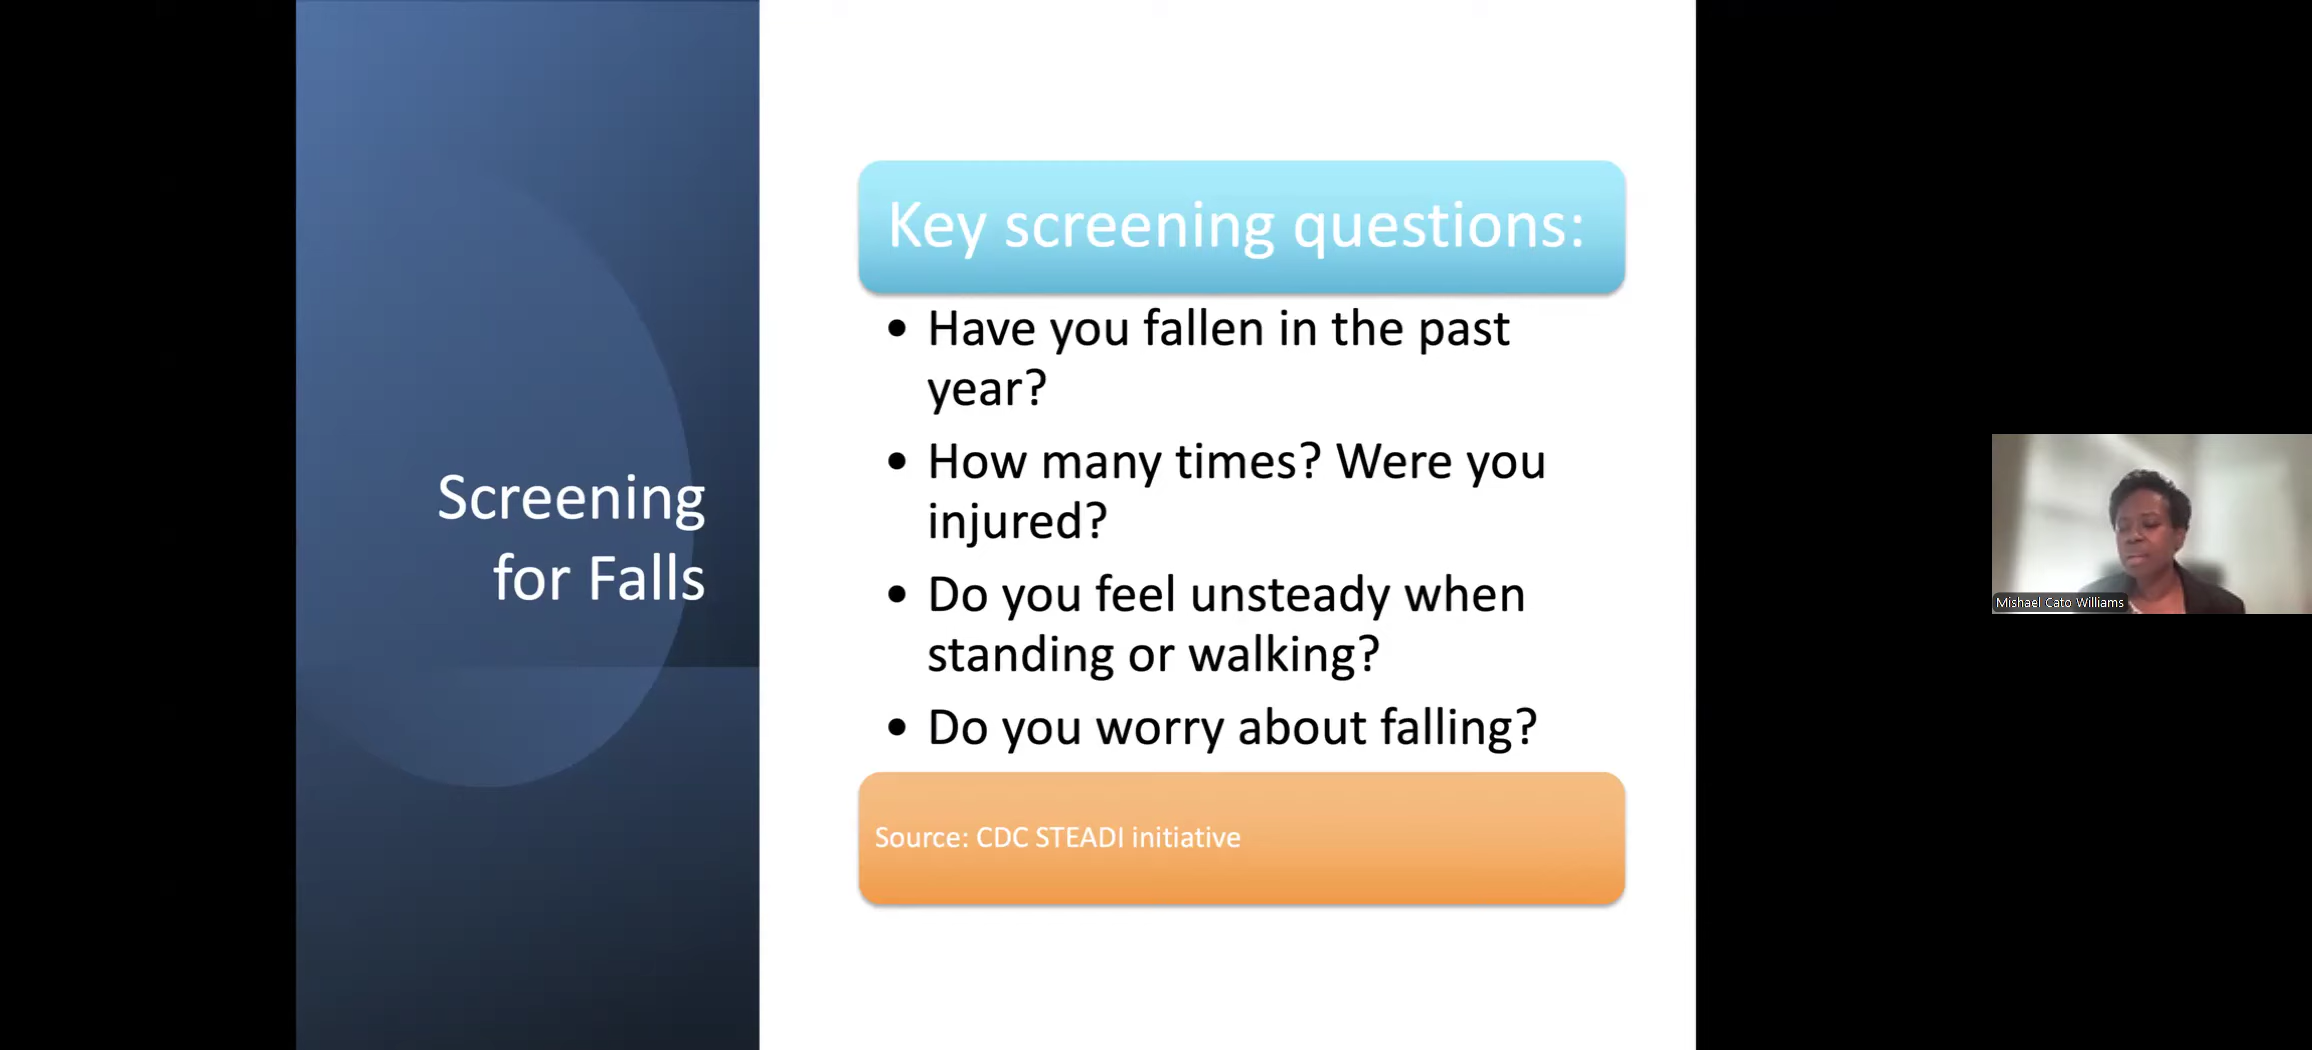 Screening
for Falls
Key screening questions:
• Have you fallen in the past
year?
• How many times? Were you
injured?
• Do you feel unsteady when
standing or walking?
• Do you worry about falling?
Source: CDC STEADI initiative
Mishael Cato Williams